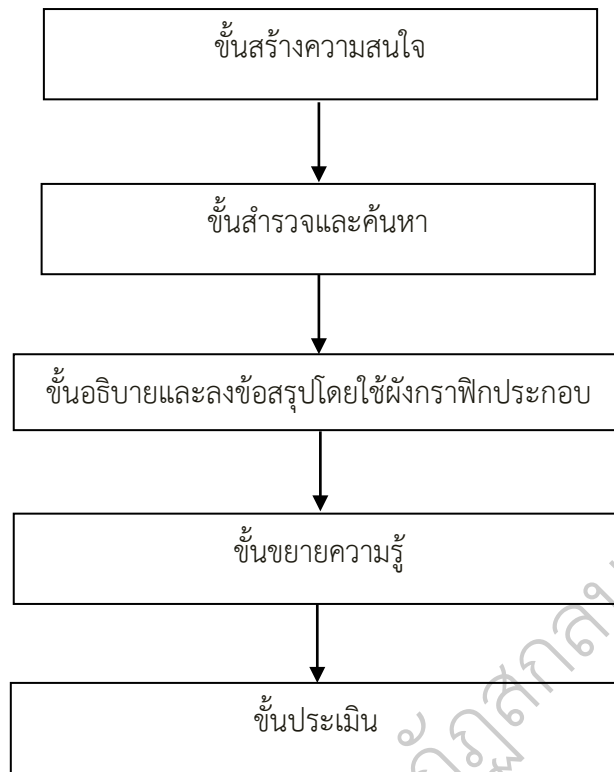 ขั้นสร้างความสนใจ
ขั้นสำรวจและค้นหา
ขั้นอธิบายและลงข้อสรุปโดยใช้ผังกราฟิกประกอบ
ขั้นขยายความรู้
ขั้นประเมิน